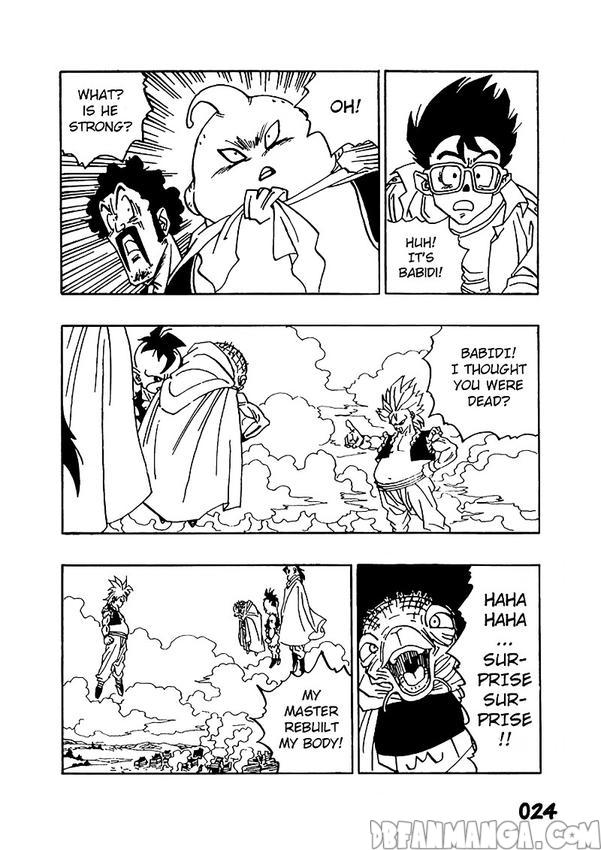 WHAT?
IS HE
STRONG?
OH!
HUH!
IT'S
BABIDI!
BABIDI!
I THOUGHT
YOU WERE
DEAD?
MY
MASTER
REBUILT
MY BODY!
HAHA
HAHA
...
SUR-
PRISE
SUR-
PRISE
!!
024
DBFANMANGA.COM